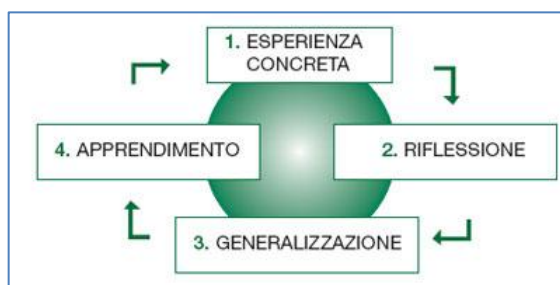 1. ESPERIENZA
CONCRETA
2. RIFLESSIONE
3. GENERALIZZAZIONE
4. APPRENDIMENTO